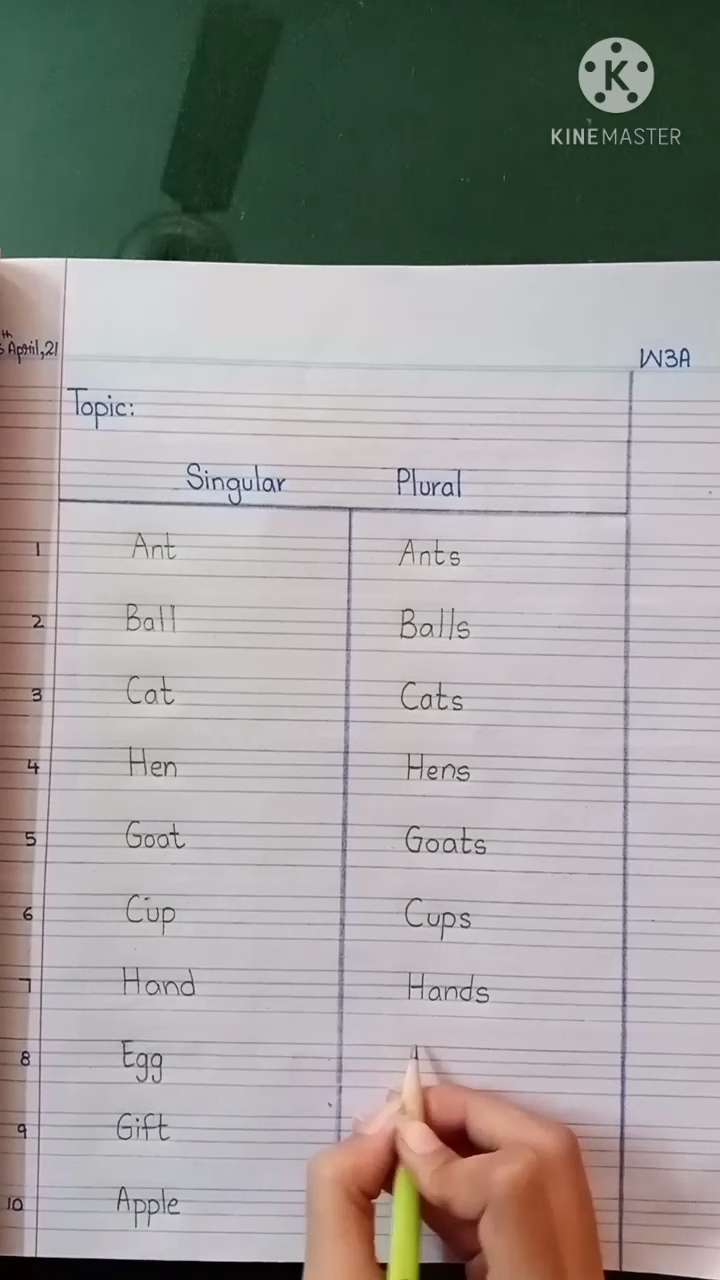 KINEMASTER
th
April, 21
W3A
Topic:
Singular Plural
1 Ant Ants
2 Ball Balls
3 Cat Cats
4 Hen Hens
5 Goat Goats
6 Cup Cups
7 Hand Hands
8 Egg
9 Gift
10 Apple